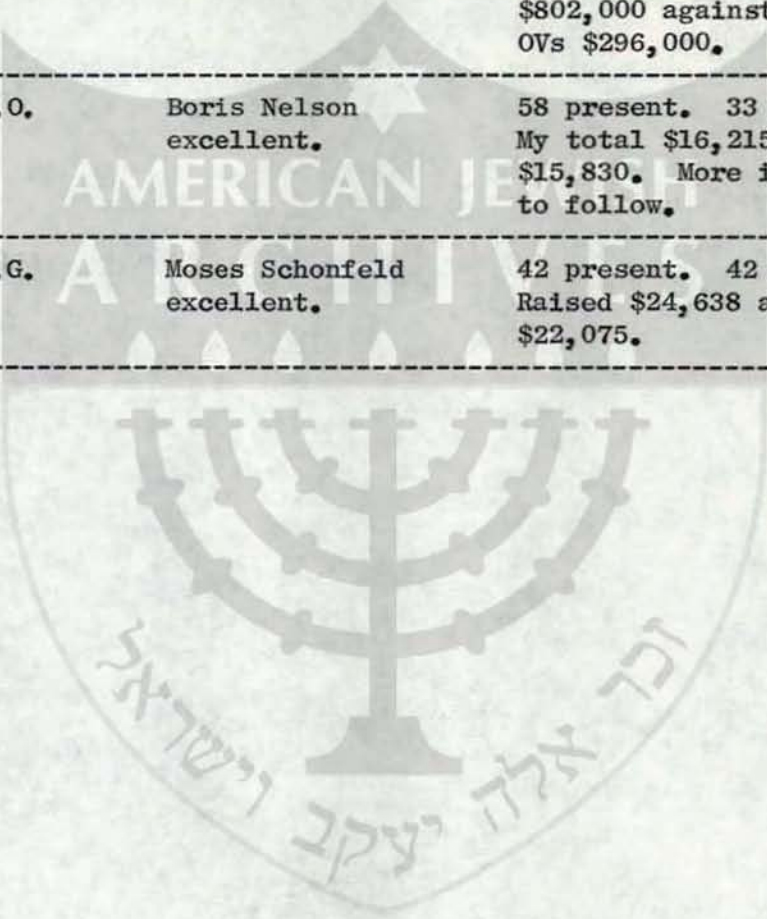 $802,000 against
OVs $296,000.
O. Boris Nelson 58 present. 33
excellent. My total $16,215
$15,830. More i
to follow.
G. Moses Schonfeld 42 present. 42
excellent. Raised $24,638 a
$22,075.
AMERICAN JEWISH
ARCHIVES
זכר אלה יעקב וישראל